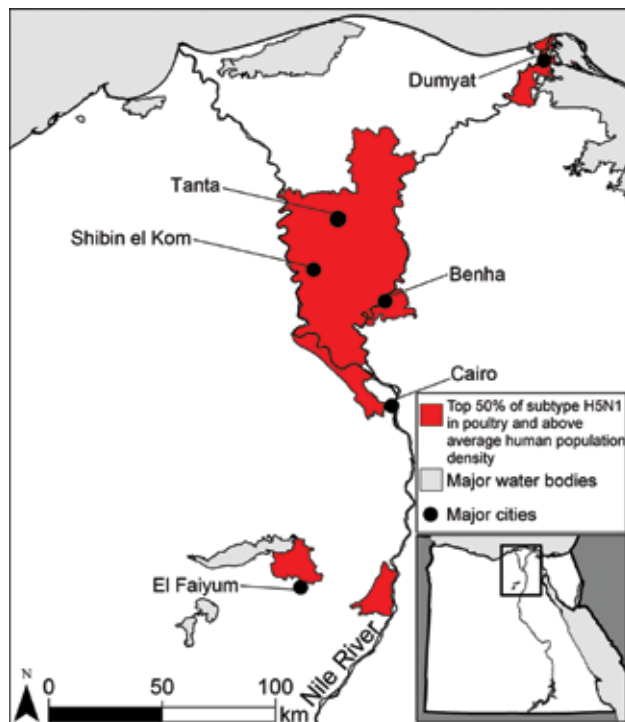 Dumyat
Tanta
Shibin el Kom
Benha
Cairo
Top 50% of subtype H5N1
in poultry and above
average human population
density
Major water bodies
Major cities
El Faiyum
Nile River
N
0 50 100
km